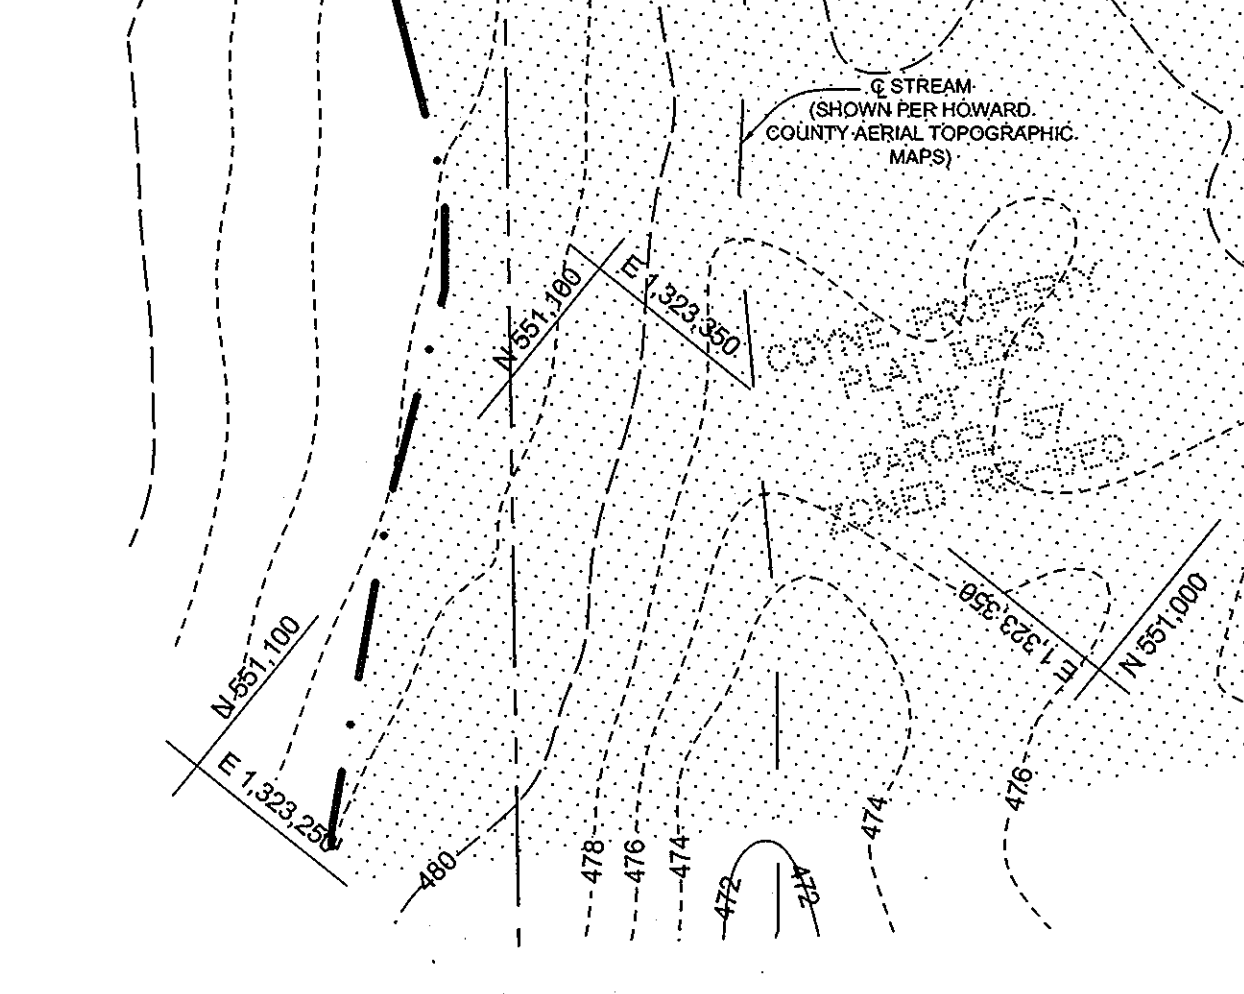 ℄ STREAM
(SHOWN PER HOWARD
COUNTY AERIAL TOPOGRAPHIC
MAPS)
N 551,100
E 1,323,350
COYNE PROPERTY
PLAT
LOT 1
PARCEL 57
ZONED RR-DEO
E 1,323,350
N 551,000
N 551,100
E 1,323,250
480
478
476
474
472
472
474
476